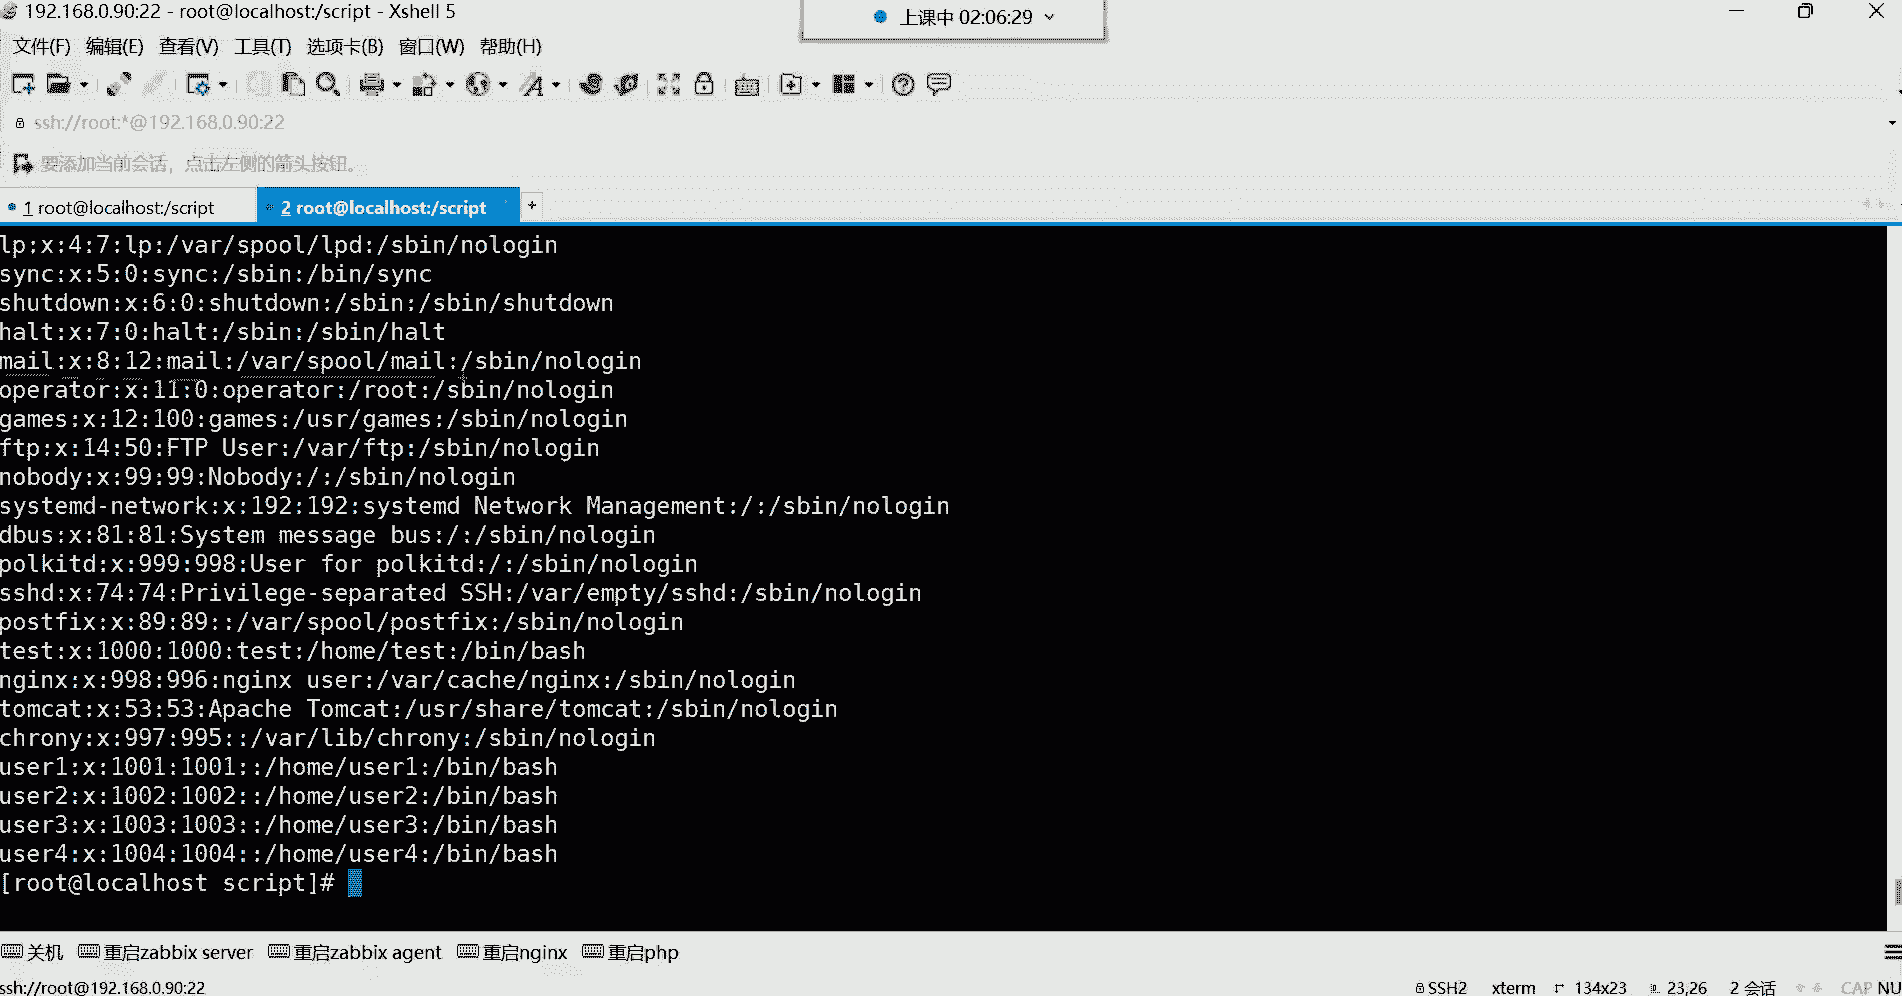 192.168.0.90:22 - root@localhost:/script - Xshell 5
上课中 02:06:29
文件(F) 编辑(E) 查看(V) 工具(T) 选项卡(B) 窗口(W) 帮助(H)
ssh://root:*@192.168.0.90:22
要添加当前会话，点击左侧的箭头按钮。
1 root@localhost:/script
2 root@localhost:/script
+
lp:x:4:7:lp:/var/spool/lpd:/sbin/nologin
sync:x:5:0:sync:/sbin:/bin/sync
shutdown:x:6:0:shutdown:/sbin:/sbin/shutdown
halt:x:7:0:halt:/sbin:/sbin/halt
mail:x:8:12:mail:/var/spool/mail:/sbin/nologin
operator:x:11:0:operator:/root:/sbin/nologin
games:x:12:100:games:/usr/games:/sbin/nologin
ftp:x:14:50:FTP User:/var/ftp:/sbin/nologin
nobody:x:99:99:Nobody:/:/sbin/nologin
systemd-network:x:192:192:systemd Network Management:/:/sbin/nologin
dbus:x:81:81:System message bus:/:/sbin/nologin
polkitd:x:999:998:User for polkitd:/:/sbin/nologin
sshd:x:74:74:Privilege-separated SSH:/var/empty/sshd:/sbin/nologin
postfix:x:89:89::/var/spool/postfix:/sbin/nologin
test:x:1000:1000:test:/home/test:/bin/bash
nginx:x:998:996:nginx user:/var/cache/nginx:/sbin/nologin
tomcat:x:53:53:Apache Tomcat:/usr/share/tomcat:/sbin/nologin
chrony:x:997:995::/var/lib/chrony:/sbin/nologin
user1:x:1001:1001::/home/user1:/bin/bash
user2:x:1002:1002::/home/user2:/bin/bash
user3:x:1003:1003::/home/user3:/bin/bash
user4:x:1004:1004::/home/user4:/bin/bash
[root@localhost script]#
关机 重启zabbix server 重启zabbix agent 重启nginx 重启php
ssh://root@192.168.0.90:22 SSH2 xterm 134x23 23,26 2 会话 CAP NU